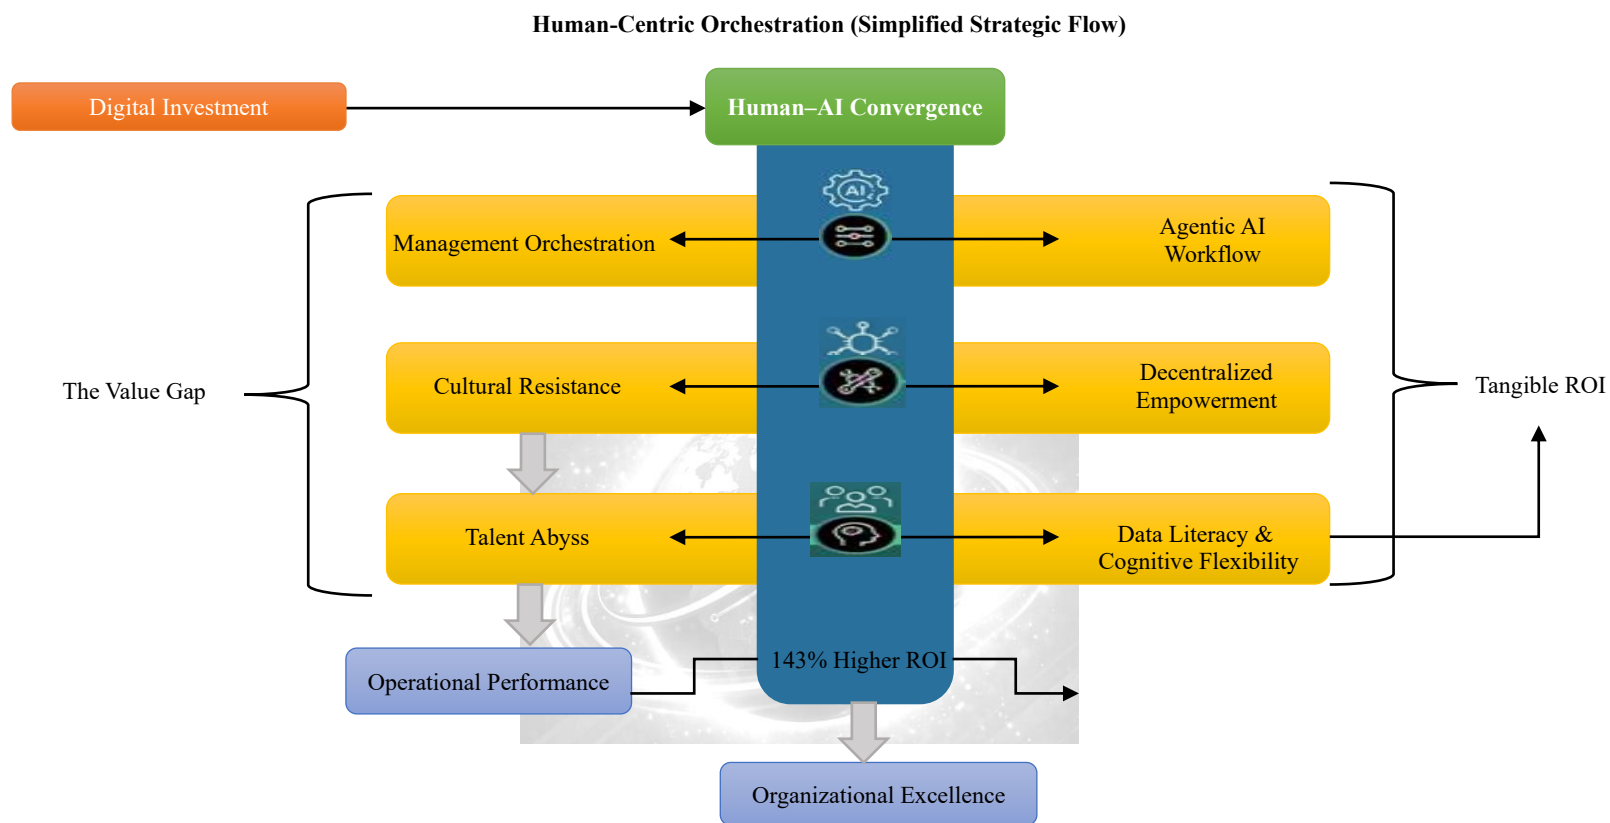 Human-Centric Orchestration (Simplified Strategic Flow)
Digital Investment
Human–AI Convergence
AI
Management Orchestration
Agentic AI
Workflow
The Value Gap
Cultural Resistance
Decentralized
Empowerment
Tangible ROI
Talent Abyss
Data Literacy &
Cognitive Flexibility
143% Higher ROI
Operational Performance
Organizational Excellence